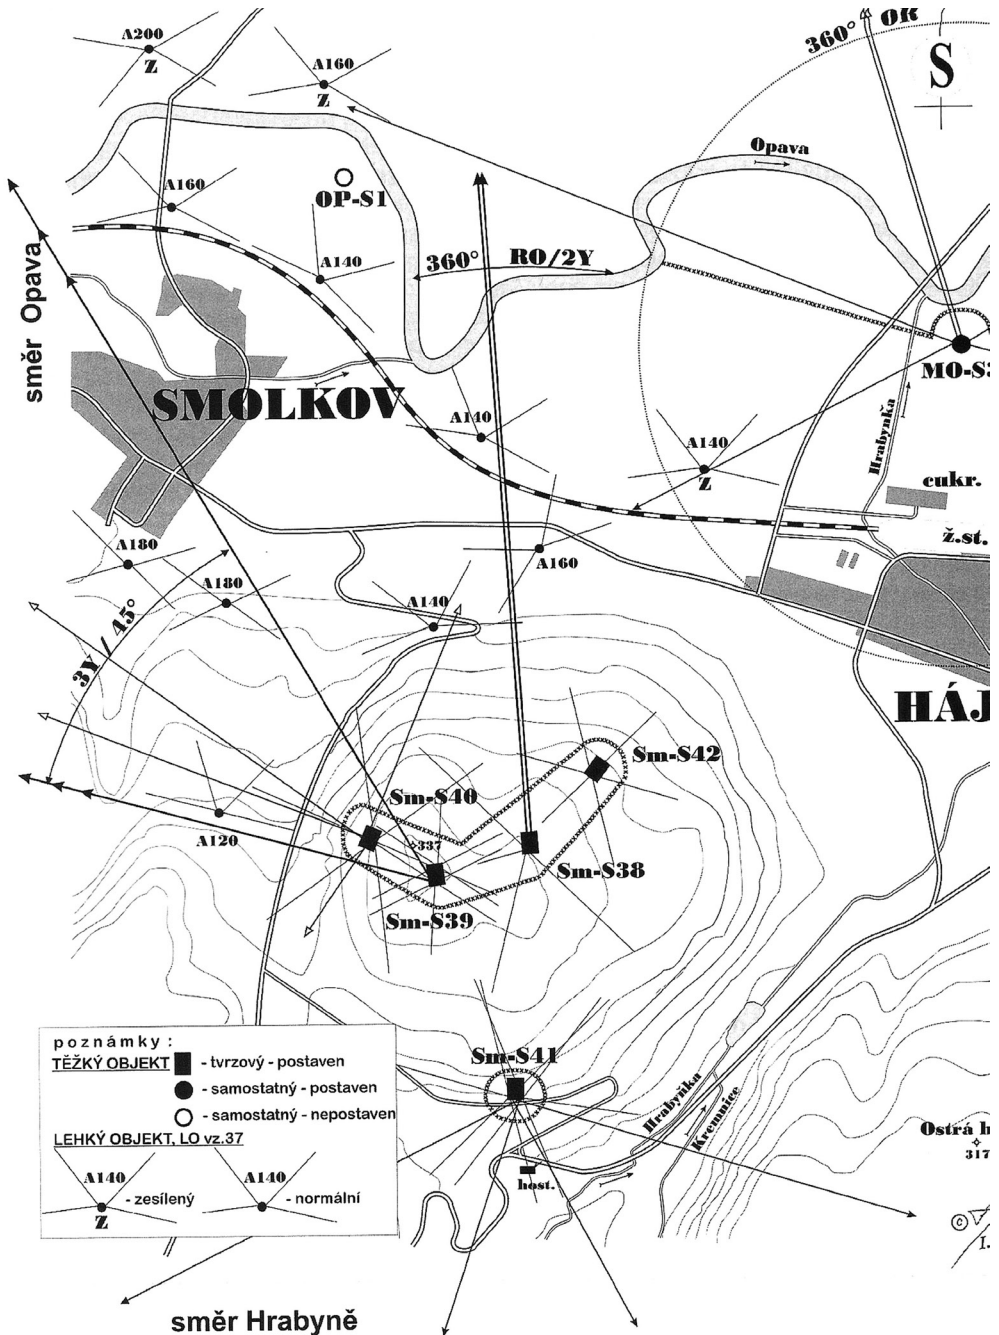 A200
Z
A160
Z
360° OR
S
Opava
A160
OP-S1
A140
360°
RO/2Y
směr Opava
MO-S3
SMOLKOV
A140
A140
Z
Hrabyňka
cukr.
ž.st.
A180
A180
A160
A140
3Y / 45°
HÁJ
Sm-S42
Sm-S40
337
A120
Sm-S38
Sm-S39
Sm-S41
Hrabyňka
Kremnice
Ostrá h
317
host.
©
I.
poznámky :
TĚŽKÝ OBJEKT
- tvrzový - postaven
- samostatný - postaven
- samostatný - nepostaven
LEHKÝ OBJEKT, LO vz.37
A140
Z
- zesílený
A140
- normální
směr Hrabyně